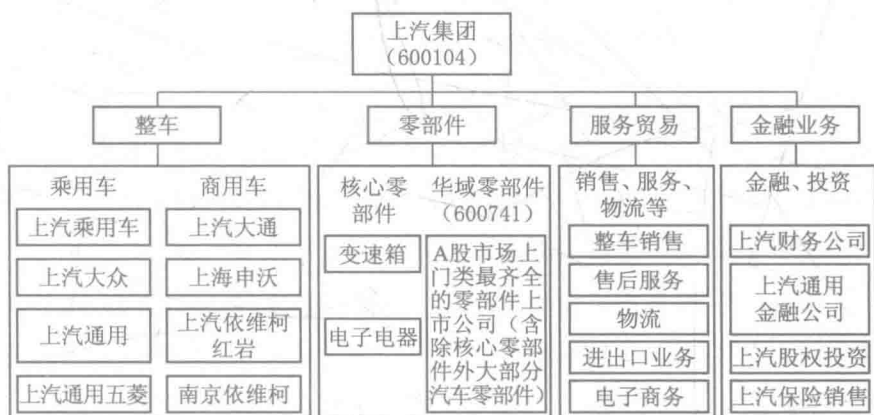 上汽集团
（600104）
整车
零部件
服务贸易
金融业务
乘用车
商用车
上汽乘用车
上汽大通
上汽大众
上海申沃
上汽通用
上汽依维柯
红岩
上汽通用五菱
南京依维柯
核心零
部件
变速箱
电子电器
华域零部件
（600741）
A股市场上
门类最齐全
的零部件上
市公司（含
除核心零部
件外大部分
汽车零部件）
销售、服务、
物流等
整车销售
售后服务
物流
进出口业务
电子商务
金融、投资
上汽财务公司
上汽通用
金融公司
上汽股权投资
上汽保险销售